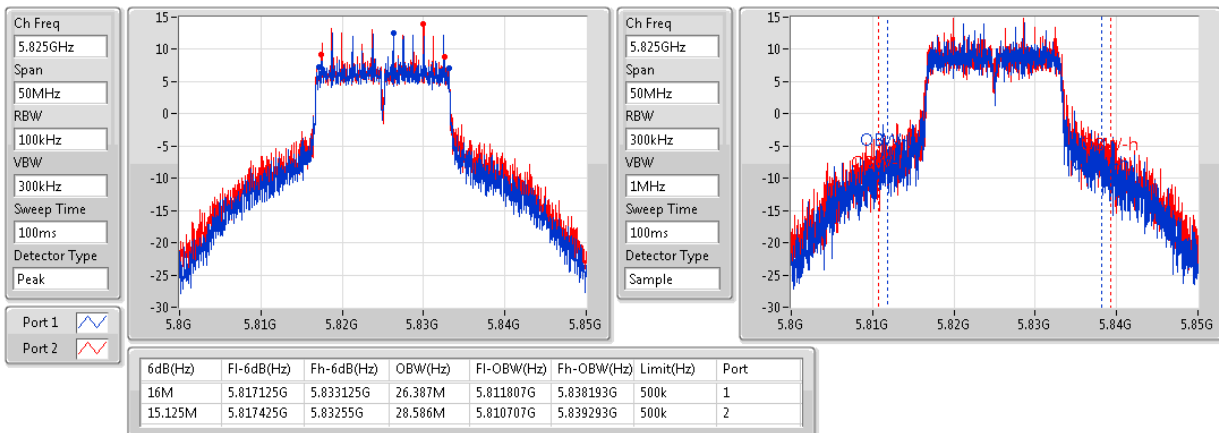 Ch Freq
5.825GHz
Span
50MHz
RBW
100kHz
VBW
300kHz
Sweep Time
100ms
Detector Type
Peak
Port 1
Port 2
15
10
5
0
-5
-10
-15
-20
-25
-30
5.8G 5.81G 5.82G 5.83G 5.84G 5.85G
Ch Freq
5.825GHz
Span
50MHz
RBW
300kHz
VBW
1MHz
Sweep Time
100ms
Detector Type
Sample
15
10
5
0
-5
-10
-15
-20
-25
-30
5.8G 5.81G 5.82G 5.83G 5.84G 5.85G
6dB(Hz) Fl-6dB(Hz) Fh-6dB(Hz) OBW(Hz) Fl-OBW(Hz) Fh-OBW(Hz) Limit(Hz) Port
16M 5.817125G 5.833125G 26.387M 5.811807G 5.838193G 500k 1
15.125M 5.817425G 5.83255G 28.586M 5.810707G 5.839293G 500k 2